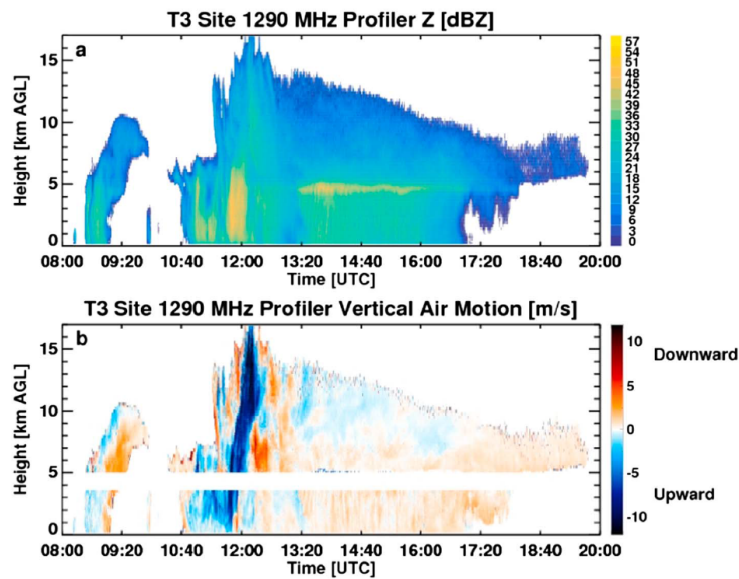 T3 Site 1290 MHz Profiler Z [dBZ]
a
Height [km AGL]
15
10
5
0
08:00 09:20 10:40 12:00 13:20 14:40 16:00 17:20 18:40 20:00
Time [UTC]
57
54
51
48
45
42
39
36
33
30
27
24
21
18
15
12
9
6
3
0
T3 Site 1290 MHz Profiler Vertical Air Motion [m/s]
b
Height [km AGL]
15
10
5
0
08:00 09:20 10:40 12:00 13:20 14:40 16:00 17:20 18:40 20:00
Time [UTC]
10
5
0
-5
-10
Downward
Upward